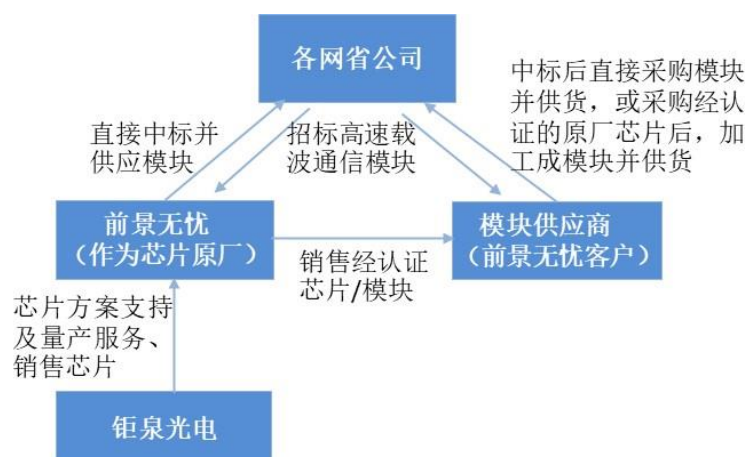 各网省公司
中标后直接采购模块
并供货，或采购经认
证的原厂芯片后，加
工成模块并供货
直接中标并
供应模块
招标高速载
波通信模块
前景无忧
（作为芯片原厂）
模块供应商
（前景无忧客户）
销售经认证
芯片/模块
芯片方案支持
及量产服务、
销售芯片
钜泉光电